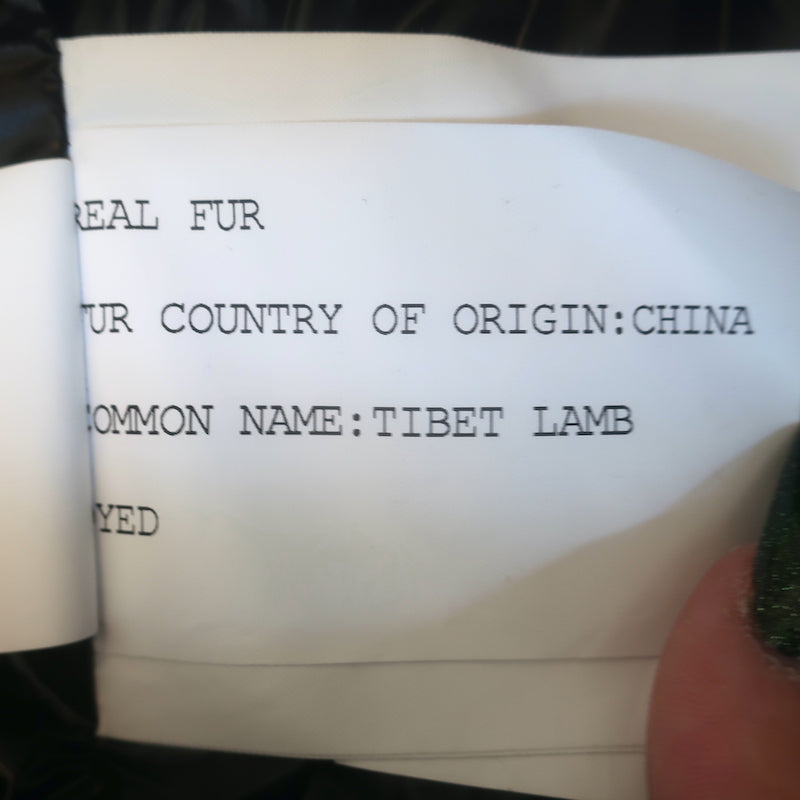 REAL FUR
FUR COUNTRY OF ORIGIN:CHINA
COMMON NAME:TIBET LAMB
DYED